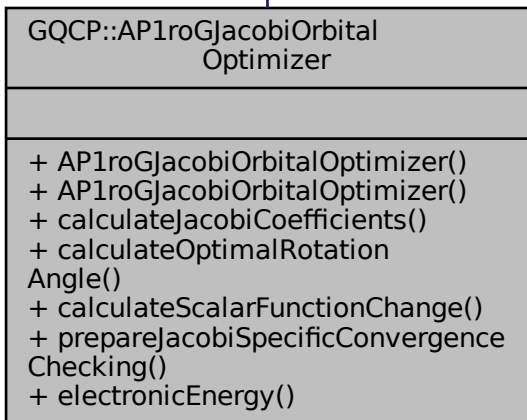 GQCP::AP1roGJacobiOrbital
Optimizer
+ AP1roGJacobiOrbitalOptimizer()
+ AP1roGJacobiOrbitalOptimizer()
+ calculateJacobiCoefficients()
+ calculateOptimalRotation
Angle()
+ calculateScalarFunctionChange()
+ prepareJacobiSpecificConvergence
Checking()
+ electronicEnergy()